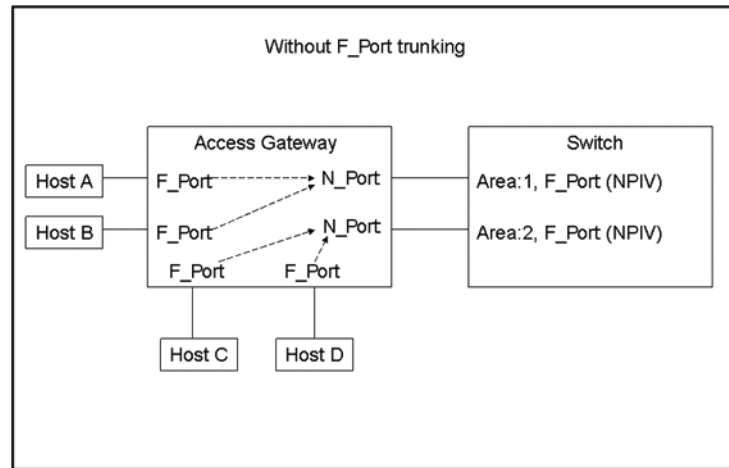 Without F_Port trunking
Access Gateway
Switch
Host A
F_Port
N_Port
Area:1, F_Port (NPIV)
Host B
F_Port
N_Port
Area:2, F_Port (NPIV)
F_Port
F_Port
Host C
Host D